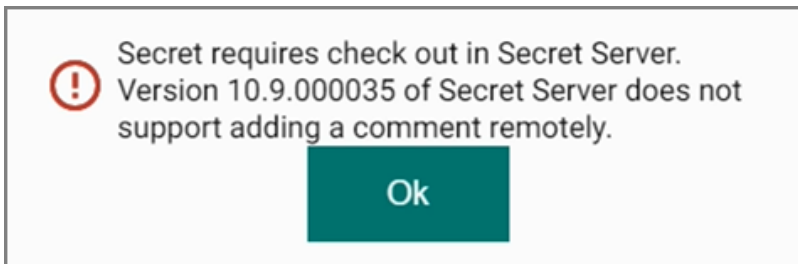 Secret requires check out in Secret Server.
Version 10.9.000035 of Secret Server does not
support adding a comment remotely.
Ok